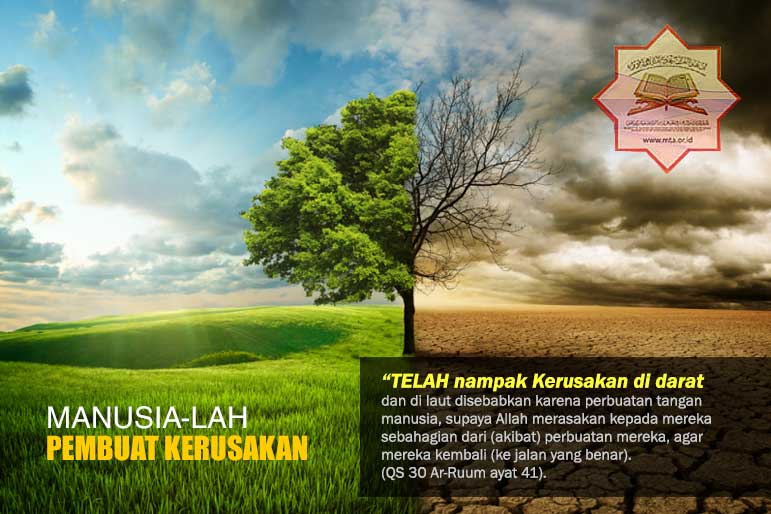 www.mta.or.id
MANUSIA-LAH
PEMBUAT KERUSAKAN
“TELAH nampak Kerusakan di darat
dan di laut disebabkan karena perbuatan tangan
manusia, supaya Allah merasakan kepada mereka
sebahagian dari (akibat) perbuatan mereka, agar
mereka kembali (ke jalan yang benar).
(QS 30 Ar-Ruum ayat 41).